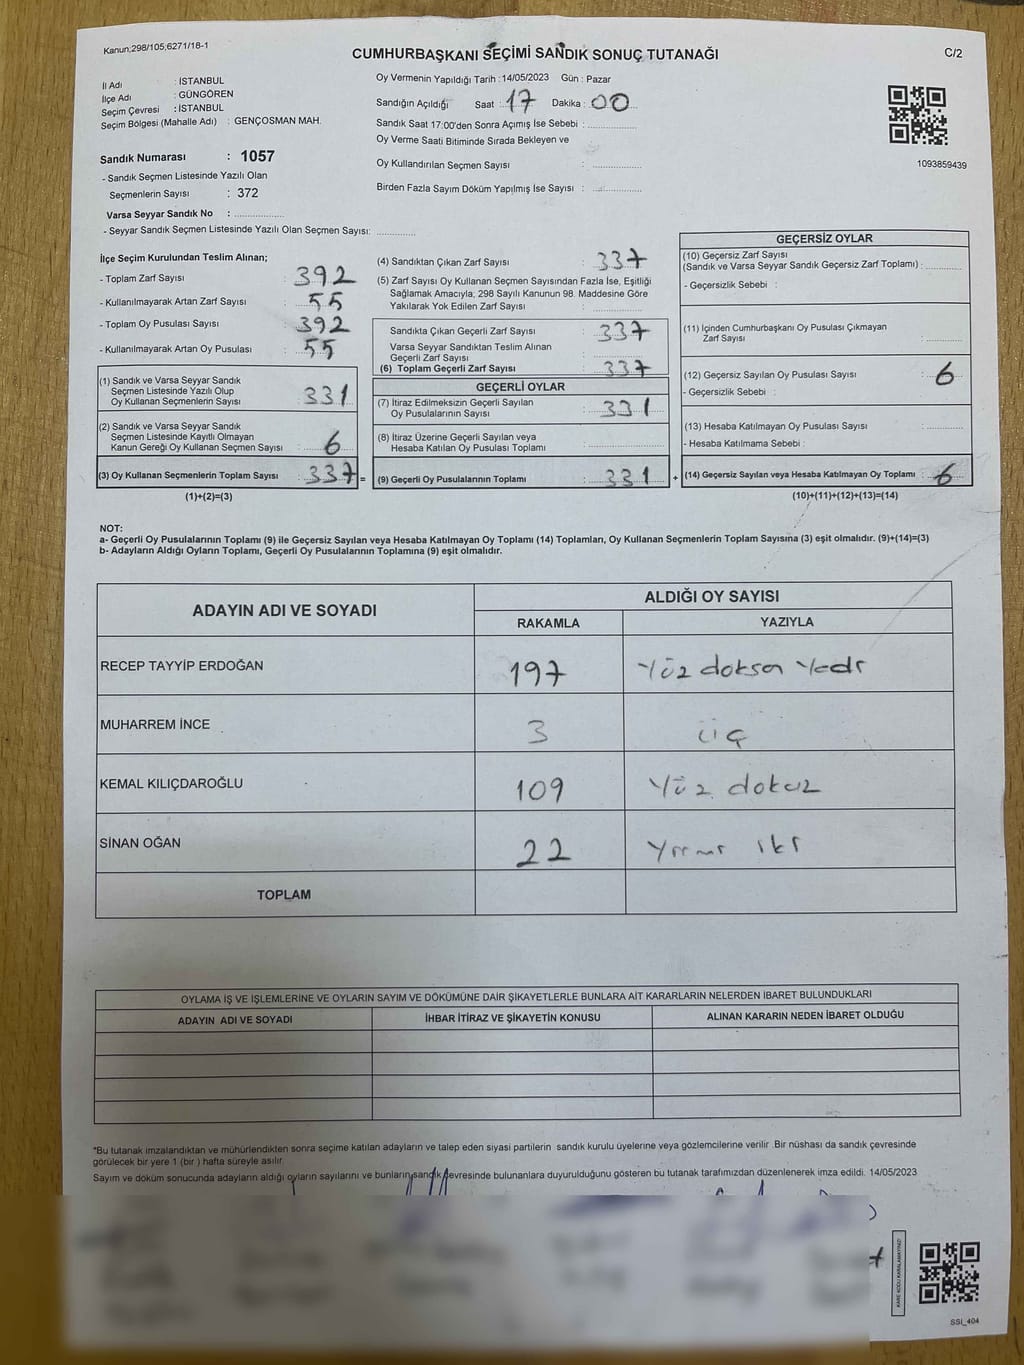 Kanun;298/105;6271/18-1
CUMHURBAŞKANI SEÇİMİ SANDIK SONUÇ TUTANAĞI
C/2
İl Adı : İSTANBUL
İlçe Adı : GÜNGÖREN
Seçim Çevresi : İSTANBUL
Seçim Bölgesi (Mahalle Adı) : GENÇOSMAN MAH.
Sandık Numarası : 1057
- Sandık Seçmen Listesinde Yazılı Olan
Seçmenlerin Sayısı : 372
Varsa Seyyar Sandık No : ................
- Seyyar Sandık Seçmen Listesinde Yazılı Olan Seçmen Sayısı: ............
Oy Vermenin Yapıldığı Tarih : 14/05/2023 Gün : Pazar
Sandığın Açıldığı Saat : 17 Dakika : 00
Sandık Saat 17:00'den Sonra Açımış İse Sebebi : ................
Oy Verme Saati Bitiminde Sırada Bekleyen ve
Oy Kullandırılan Seçmen Sayısı : ................
Birden Fazla Sayım Döküm Yapılmış İse Sayısı : ................
1093859439
İlçe Seçim Kurulundan Teslim Alınan;
- Toplam Zarf Sayısı : 392
- Kullanılmayarak Artan Zarf Sayısı : 55
- Toplam Oy Pusulası Sayısı : 392
- Kullanılmayarak Artan Oy Pusulası : 55
(1) Sandık ve Varsa Seyyar Sandık
Seçmen Listesinde Yazılı Olup
Oy Kullanan Seçmenlerin Sayısı : 331
(2) Sandık ve Varsa Seyyar Sandık
Seçmen Listesinde Kayıtlı Olmayan
Kanun Gereği Oy Kullanan Seçmen Sayısı : 6
(3) Oy Kullanan Seçmenlerin Toplam Sayısı : 337 =
(1)+(2)=(3)
(4) Sandıktan Çıkan Zarf Sayısı : 337
(5) Zarf Sayısı Oy Kullanan Seçmen Sayısından Fazla İse, Eşitliği
Sağlamak Amacıyla; 298 Sayılı Kanunun 98. Maddesine Göre
Yakılarak Yok Edilen Zarf Sayısı : ................
Sandıkta Çıkan Geçerli Zarf Sayısı : 337
Varsa Seyyar Sandıktan Teslim Alınan
Geçerli Zarf Sayısı : ................
(6) Toplam Geçerli Zarf Sayısı : 337
GEÇERLİ OYLAR
(7) İtiraz Edilmeksizin Geçerli Sayılan
Oy Pusulalarının Sayısı : 331
(8) İtiraz Üzerine Geçerli Sayılan veya
Hesaba Katılan Oy Pusulası Toplamı : ................
(9) Geçerli Oy Pusulalarının Toplamı : 331 +
GEÇERSİZ OYLAR
(10) Geçersiz Zarf Sayısı
(Sandık ve Varsa Seyyar Sandık Geçersiz Zarf Toplamı) : ............
- Geçersizlik Sebebi :
(11) İçinden Cumhurbaşkanı Oy Pusulası Çıkmayan
Zarf Sayısı : ............
(12) Geçersiz Sayılan Oy Pusulası Sayısı : 6
- Geçersizlik Sebebi :
(13) Hesaba Katılmayan Oy Pusulası Sayısı : ............
- Hesaba Katılmama Sebebi :
(14) Geçersiz Sayılan veya Hesaba Katılmayan Oy Toplamı : 6
(10)+(11)+(12)+(13)=(14)
NOT:
a- Geçerli Oy Pusulalarının Toplamı (9) ile Geçersiz Sayılan veya Hesaba Katılmayan Oy Toplamı (14) Toplamları, Oy Kullanan Seçmenlerin Toplam Sayısına (3) eşit olmalıdır. (9)+(14)=(3)
b- Adayların Aldığı Oyların Toplamı, Geçerli Oy Pusulalarının Toplamına (9) eşit olmalıdır.
ADAYIN ADI VE SOYADI
ALDIĞI OY SAYISI
RAKAMLA YAZIYLA
RECEP TAYYİP ERDOĞAN 197 Yüz doksan Yedi
MUHARREM İNCE 3 üç
KEMAL KILIÇDAROĞLU 109 Yüz dokuz
SİNAN OĞAN 22 Yirmi iki
TOPLAM
OYLAMA İŞ VE İŞLEMLERİNE VE OYLARIN SAYIM VE DÖKÜMÜNE DAİR ŞİKAYETLERLE BUNLARA AİT KARARLARIN NELERDEN İBARET BULUNDUKLARI
ADAYIN ADI VE SOYADI İHBAR İTİRAZ VE ŞİKAYETİN KONUSU ALINAN KARARIN NEDEN İBARET OLDUĞU
*Bu tutanak imzalandıktan ve mühürlendikten sonra seçime katılan adayların ve talep eden siyasi partilerin sandık kurulu üyelerine veya gözlemcilerine verilir. Bir nüshası da sandık çevresinde
görülecek bir yere 1 (bir ) hafta süreyle asılır.
Sayım ve döküm sonucunda adayların aldığı oyların sayılarını ve bunların sandık çevresinde bulunanlara duyurulduğunu gösteren bu tutanak tarafımızdan düzenlenerek imza edildi. 14/05/2023
KARE KODU KARALAMAYINIZ!
SSİ_404